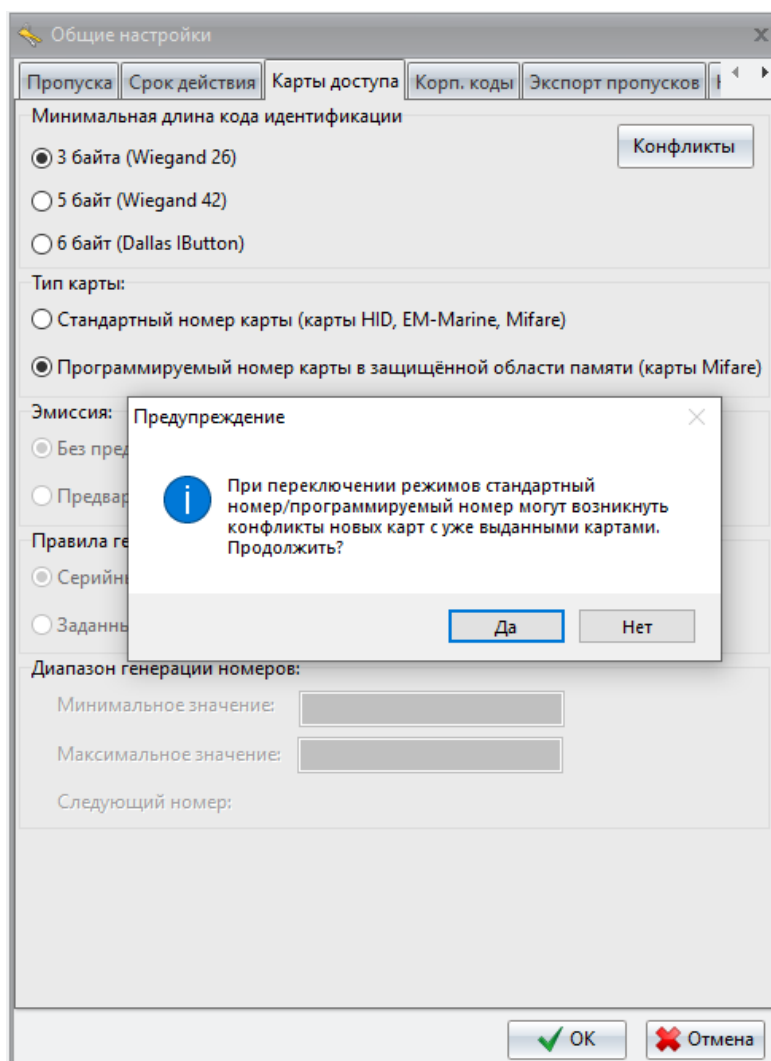 Общие настройки
Пропуска Срок действия Карты доступа Корп. коды Экспорт пропусков
Минимальная длина кода идентификации
Конфликты
3 байта (Wiegand 26)
5 байт (Wiegand 42)
6 байт (Dallas IButton)
Тип карты:
Стандартный номер карты (карты HID, EM-Marine, Mifare)
Программируемый номер карты в защищённой области памяти (карты Mifare)
Эмиссия:
Без
Предупреждение
При переключении режимов стандартный
номер/программируемый номер могут возникнуть
конфликты новых карт с уже выданными картами.
Продолжить?
Да Нет
Правила
Диапазон генерации номеров:
Минимальное значение:
Максимальное значение:
Следующий номер:
OK Отмена